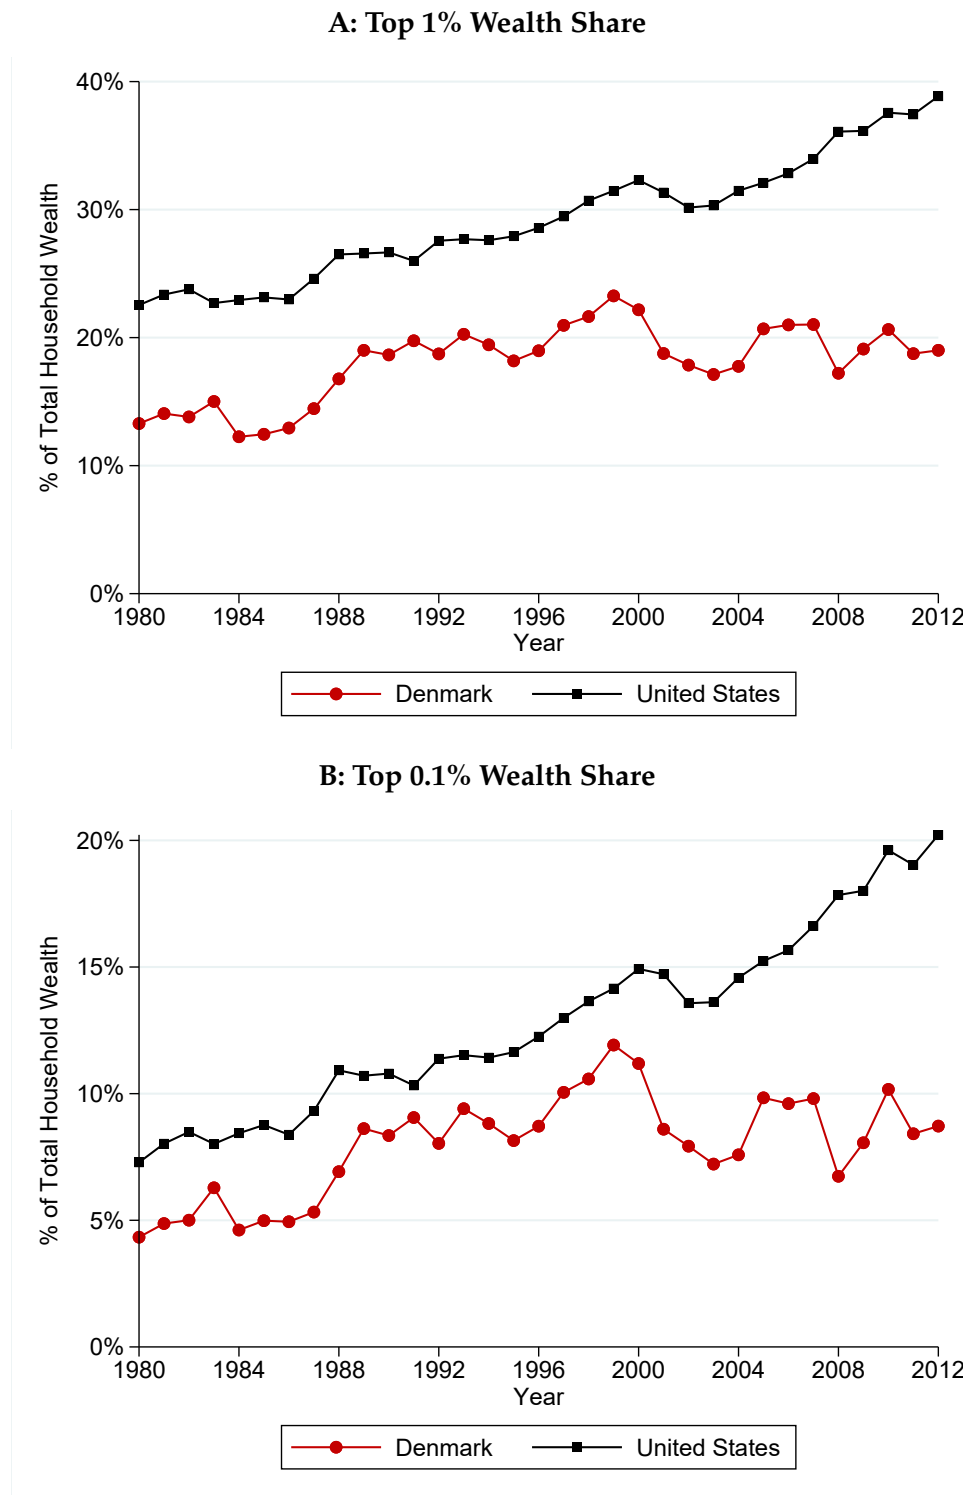 A: Top 1% Wealth Share
% of Total Household Wealth
40%
30%
20%
10%
0%
1980 1984 1988 1992 1996 2000 2004 2008 2012
Year
Denmark United States
B: Top 0.1% Wealth Share
% of Total Household Wealth
20%
15%
10%
5%
0%
1980 1984 1988 1992 1996 2000 2004 2008 2012
Year
Denmark United States